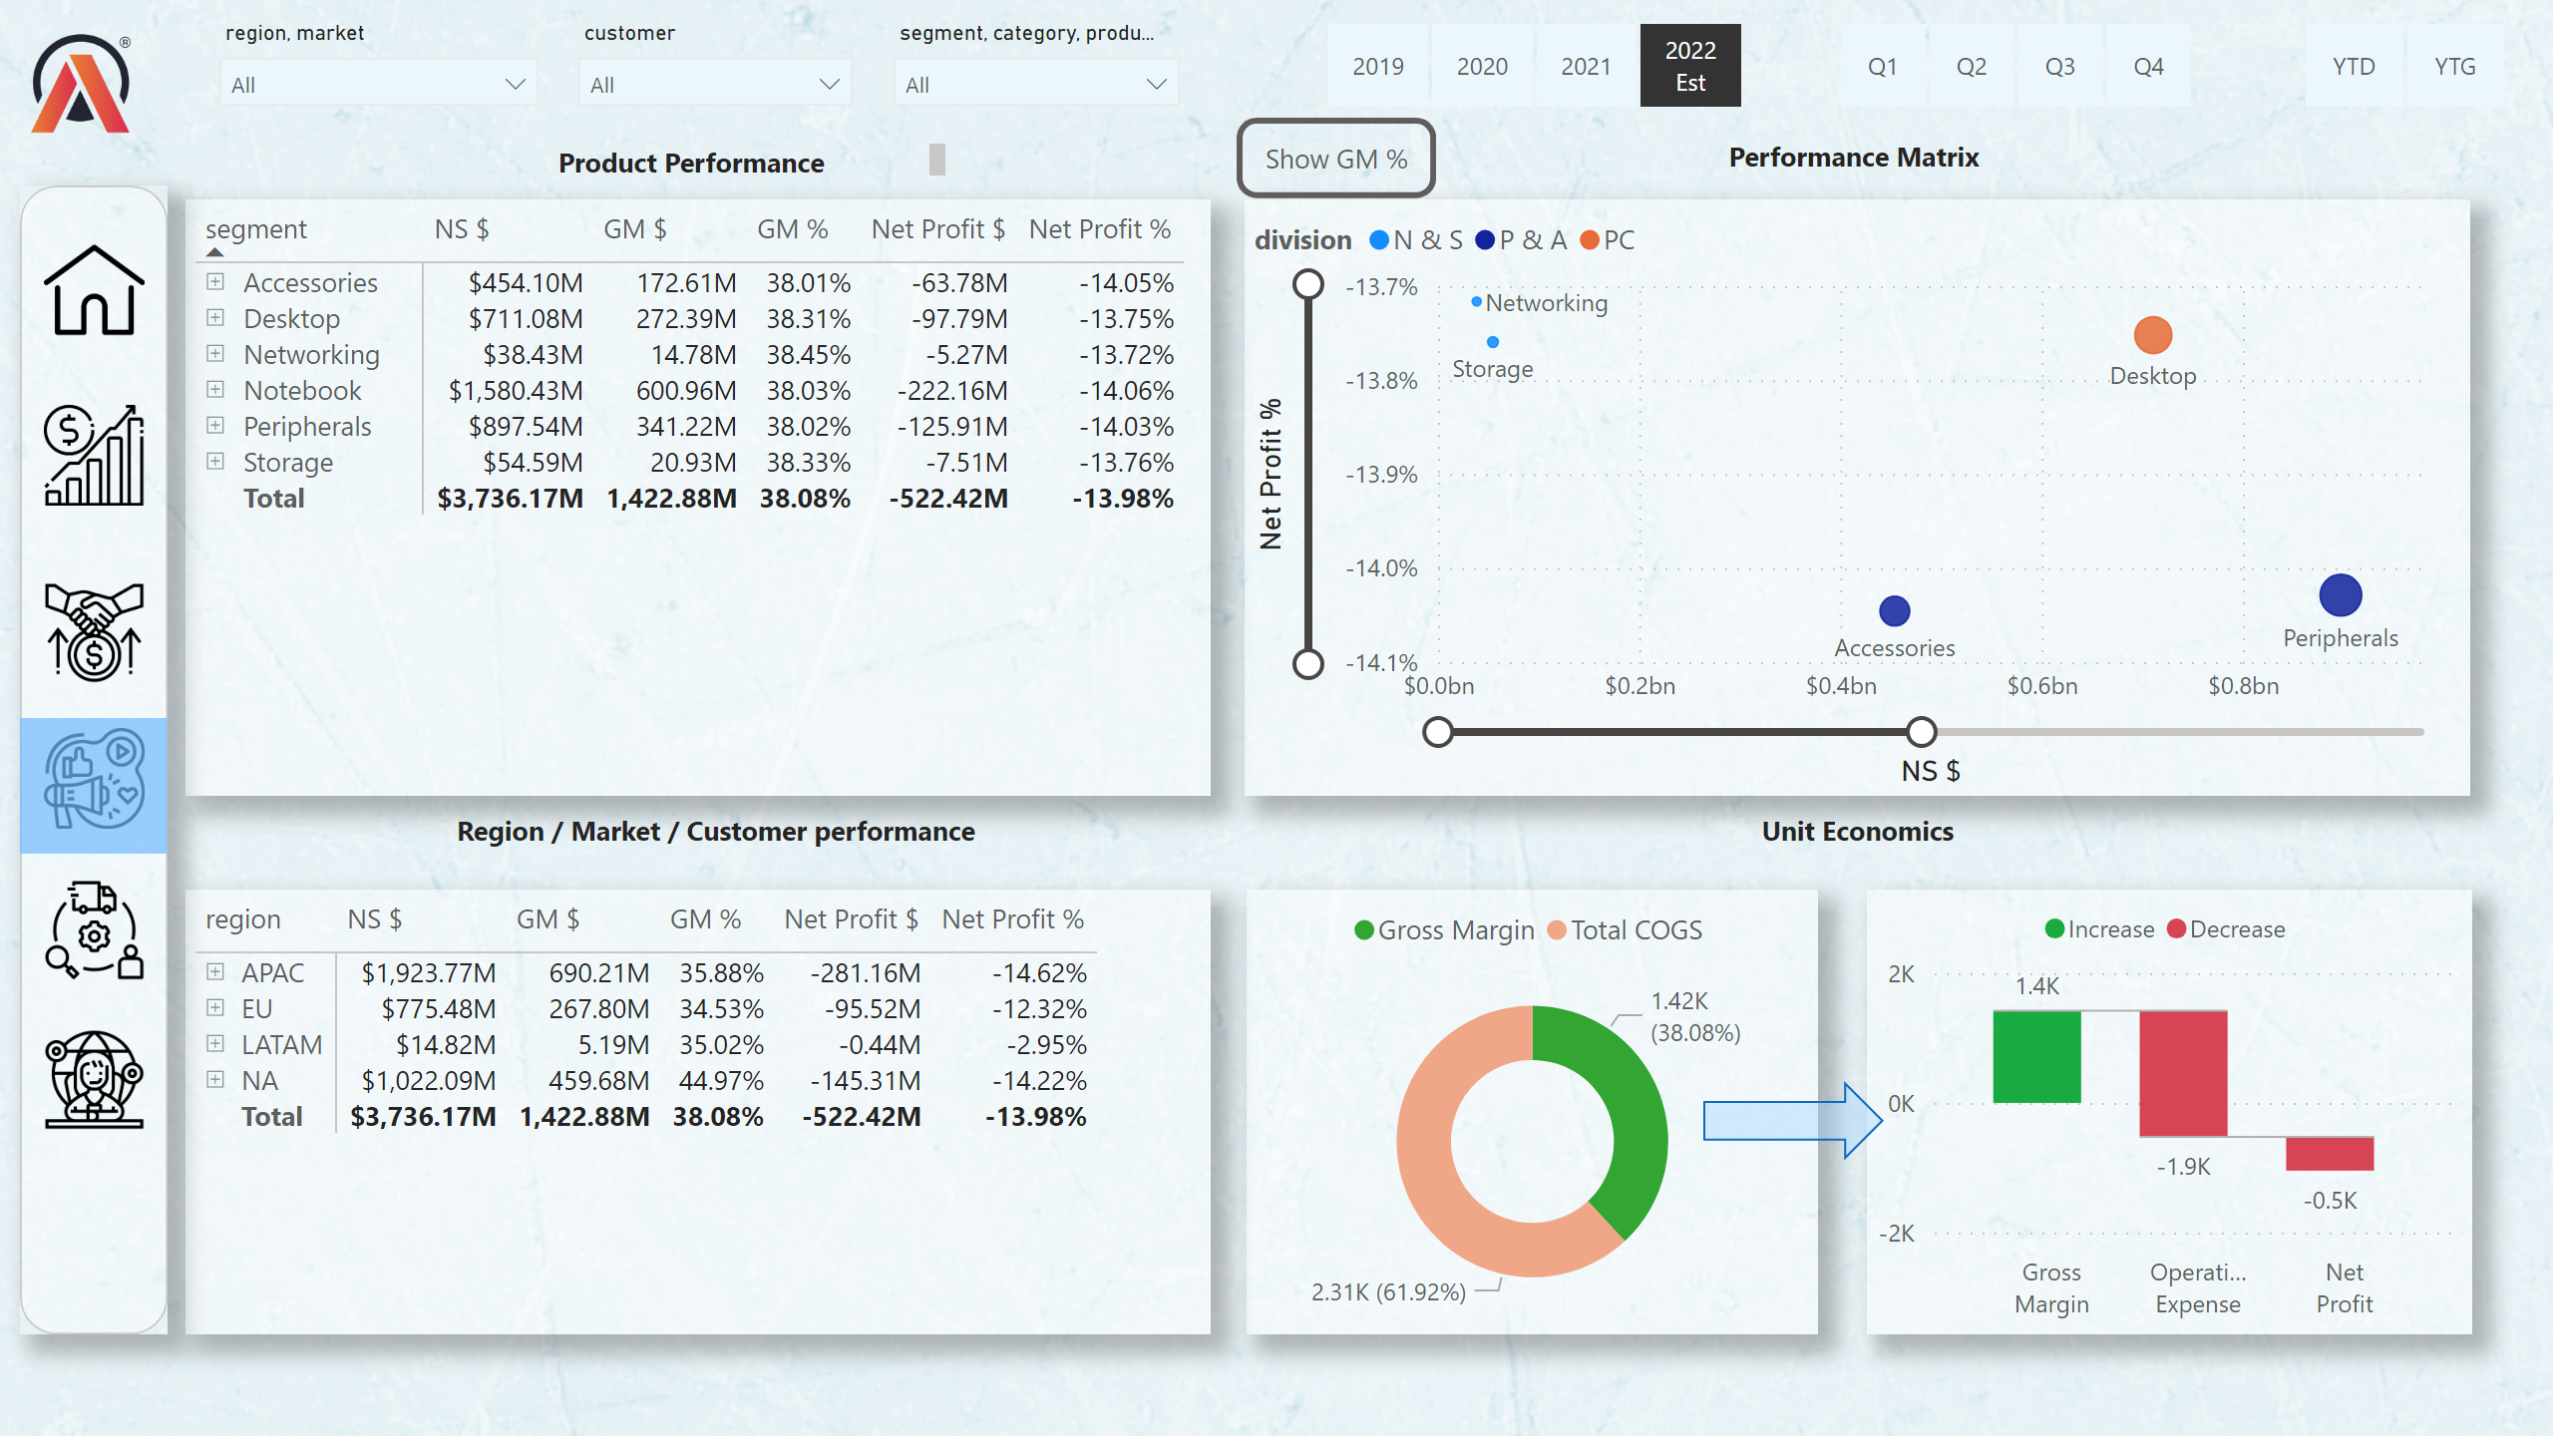 ®
region, market
customer
segment, category, produ...
All
All
All
2019
2020
2021
2022
Est
Q1
Q2
Q3
Q4
YTD
YTG
Product Performance
segment NS $ GM $ GM % Net Profit $ Net Profit %
Accessories $454.10M 172.61M 38.01% -63.78M -14.05%
Desktop $711.08M 272.39M 38.31% -97.79M -13.75%
Networking $38.43M 14.78M 38.45% -5.27M -13.72%
Notebook $1,580.43M 600.96M 38.03% -222.16M -14.06%
Peripherals $897.54M 341.22M 38.02% -125.91M -14.03%
Storage $54.59M 20.93M 38.33% -7.51M -13.76%
Total $3,736.17M 1,422.88M 38.08% -522.42M -13.98%
Show GM %
Performance Matrix
division N & S P & A PC
Net Profit %
-13.7%
-13.8%
-13.9%
-14.0%
-14.1%
Networking
Storage
Desktop
Accessories
Peripherals
$0.0bn $0.2bn $0.4bn $0.6bn $0.8bn
NS $
Region / Market / Customer performance
region NS $ GM $ GM % Net Profit $ Net Profit %
APAC $1,923.77M 690.21M 35.88% -281.16M -14.62%
EU $775.48M 267.80M 34.53% -95.52M -12.32%
LATAM $14.82M 5.19M 35.02% -0.44M -2.95%
NA $1,022.09M 459.68M 44.97% -145.31M -14.22%
Total $3,736.17M 1,422.88M 38.08% -522.42M -13.98%
Unit Economics
Gross Margin Total COGS
1.42K
(38.08%)
2.31K (61.92%)
Increase Decrease
2K
0K
-2K
1.4K
-1.9K
-0.5K
Gross
Margin
Operati...
Expense
Net
Profit